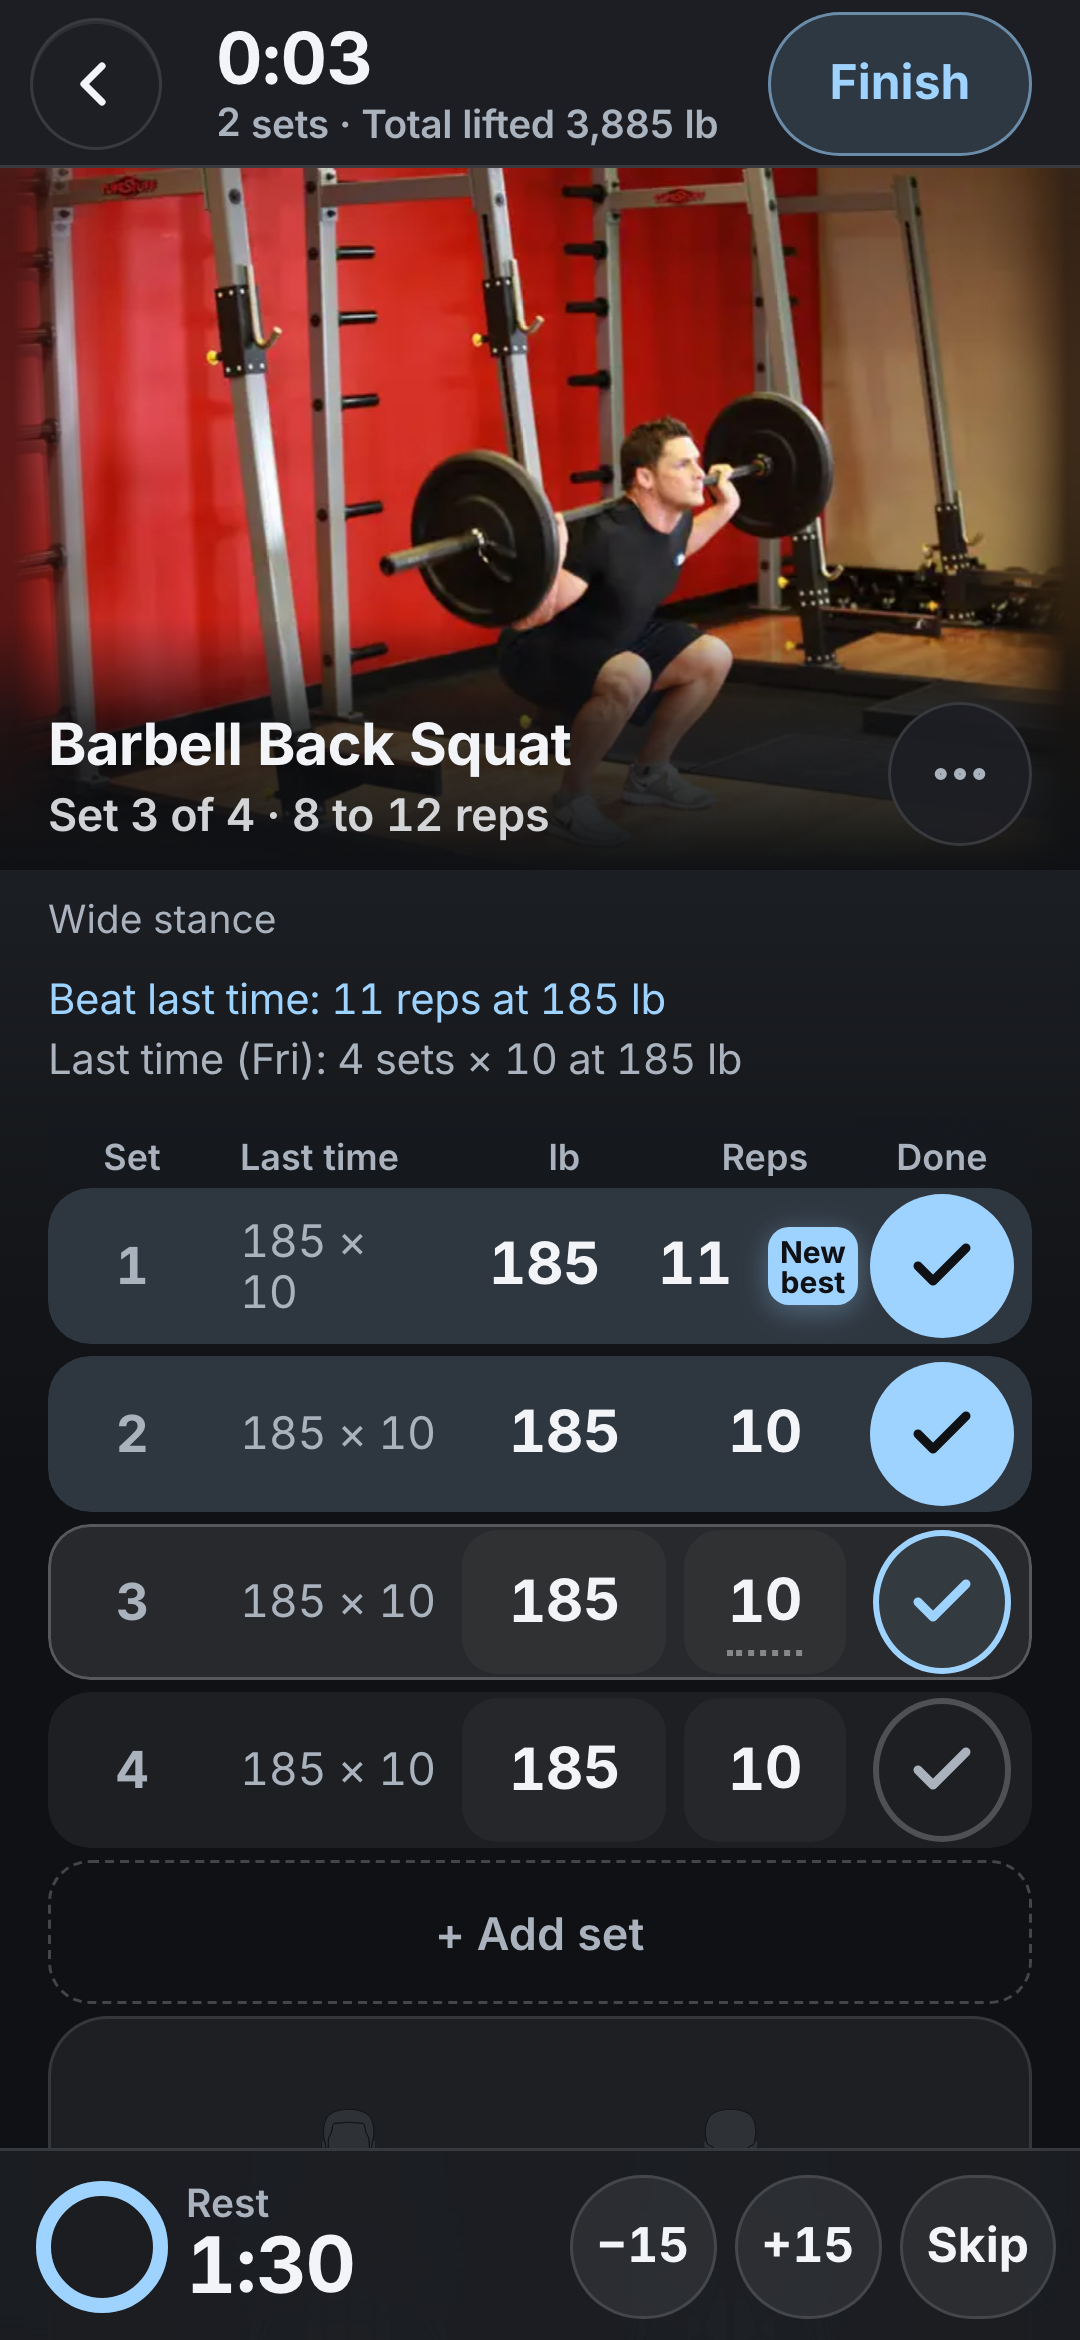 0:03
2 sets · Total lifted 3,885 lb
Finish
Barbell Back Squat
Set 3 of 4 · 8 to 12 reps
Wide stance
Beat last time: 11 reps at 185 lb
Last time (Fri): 4 sets × 10 at 185 lb
Set Last time lb Reps Done
1 185 × 10 185 11 New best
2 185 × 10 185 10
3 185 × 10 185 10
4 185 × 10 185 10
+ Add set
Rest
1:30
−15 +15 Skip